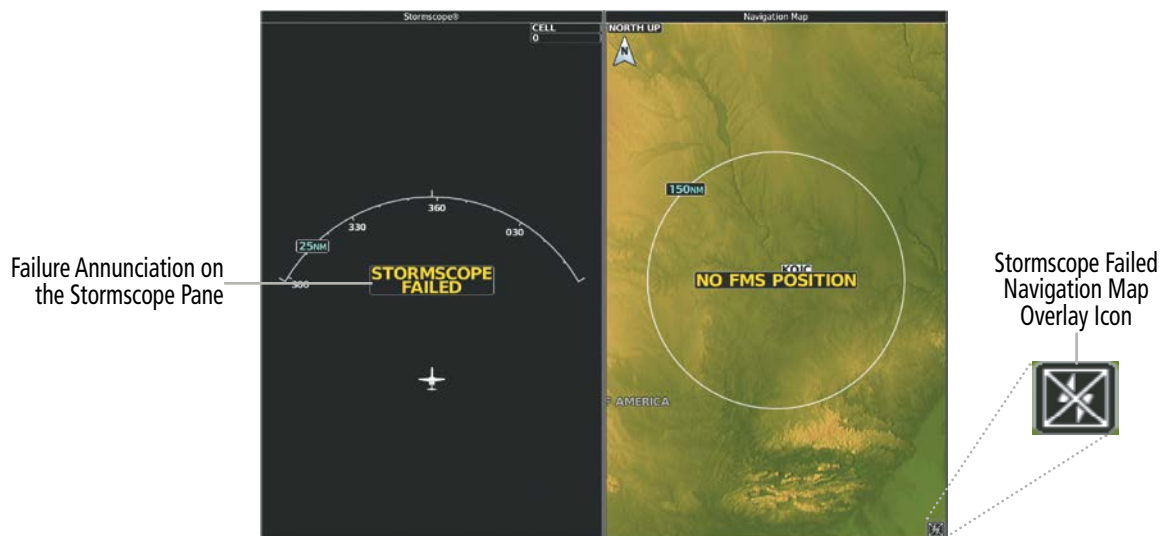 Stormscope®
Navigation Map
CELL
0
NORTH UP
N
360
330
030
25NM
300
STORMSCOPE
FAILED
150NM
KOJC
NO FMS POSITION
F AMERICA
Failure Annunciation on
the Stormscope Pane
Stormscope Failed
Navigation Map
Overlay Icon